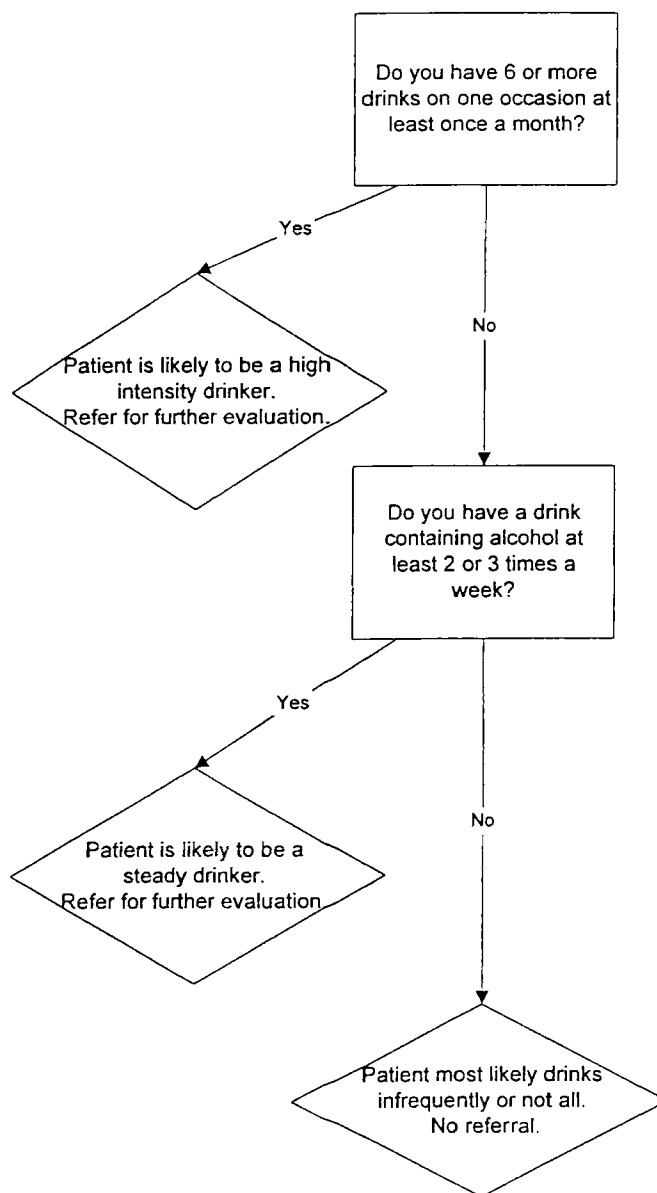 Do you have 6 or more
drinks on one occasion at
least once a month?
Yes
No
Patient is likely to be a high
intensity drinker.
Refer for further evaluation.
Do you have a drink
containing alcohol at
least 2 or 3 times a
week?
Yes
No
Patient is likely to be a
steady drinker.
Refer for further evaluation
Patient most likely drinks
infrequently or not all.
No referral.